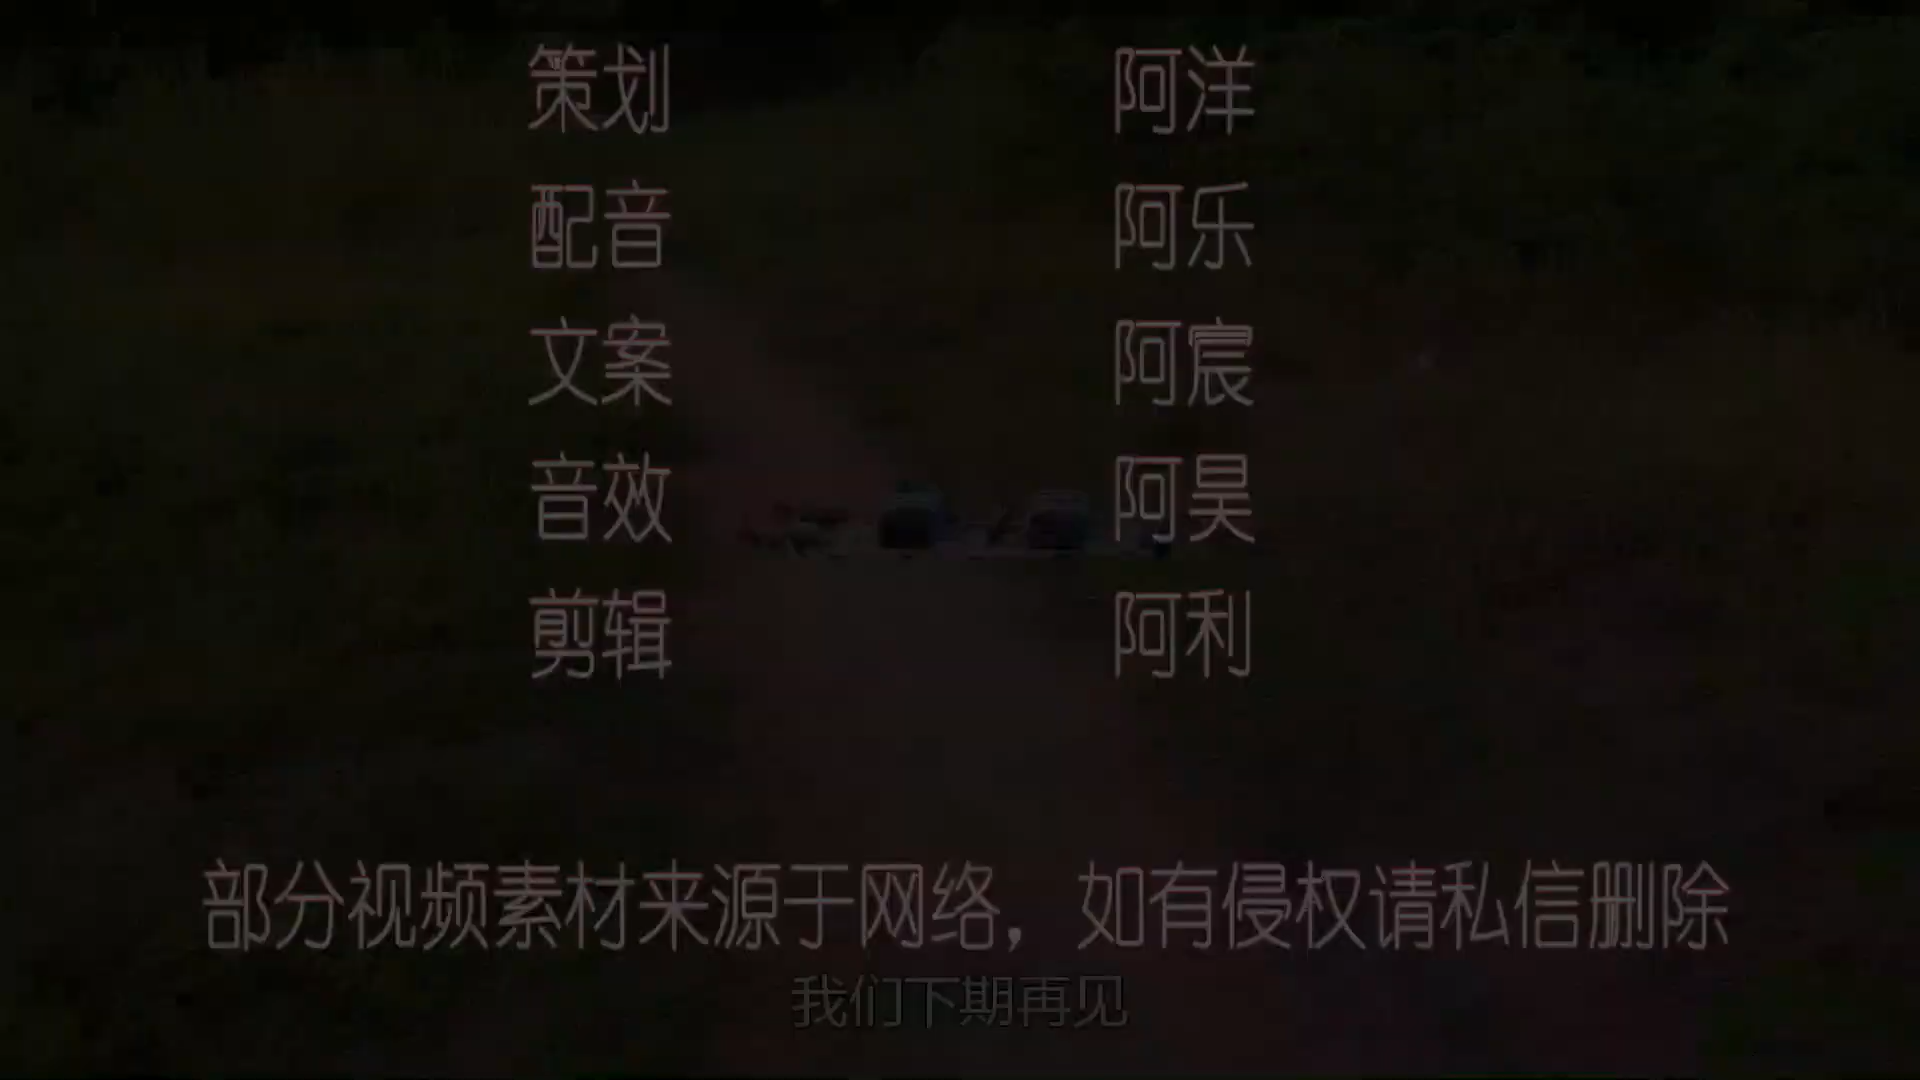 策划 阿洋
配音 阿乐
文案 阿宸
音效 阿昊
剪辑 阿利
部分视频素材来源于网络，如有侵权请私信删除
我们下期再见